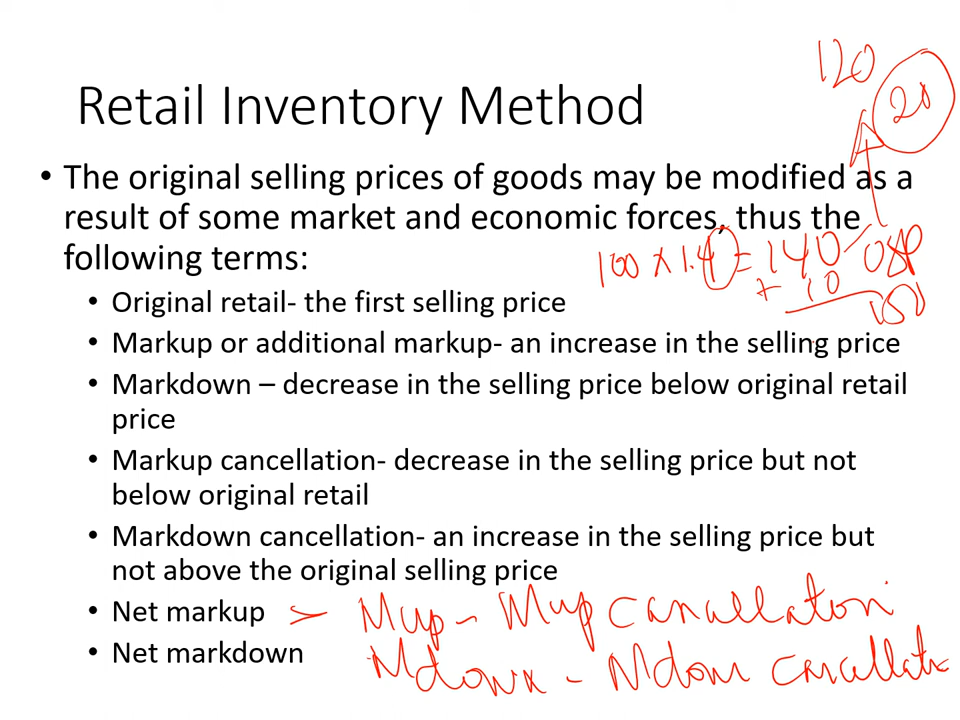 120
20
Retail Inventory Method
• The original selling prices of goods may be modified as a
result of some market and economic forces, thus the
following terms:
100 x 1.4 = 140 OSP
+ 10
150
• Original retail- the first selling price
• Markup or additional markup- an increase in the selling price
• Markdown – decrease in the selling price below original retail
price
• Markup cancellation- decrease in the selling price but not
below original retail
• Markdown cancellation- an increase in the selling price but
not above the original selling price
• Net markup > Mup - Mup cancellation
• Net markdown Mdown - Mdown cancellatn